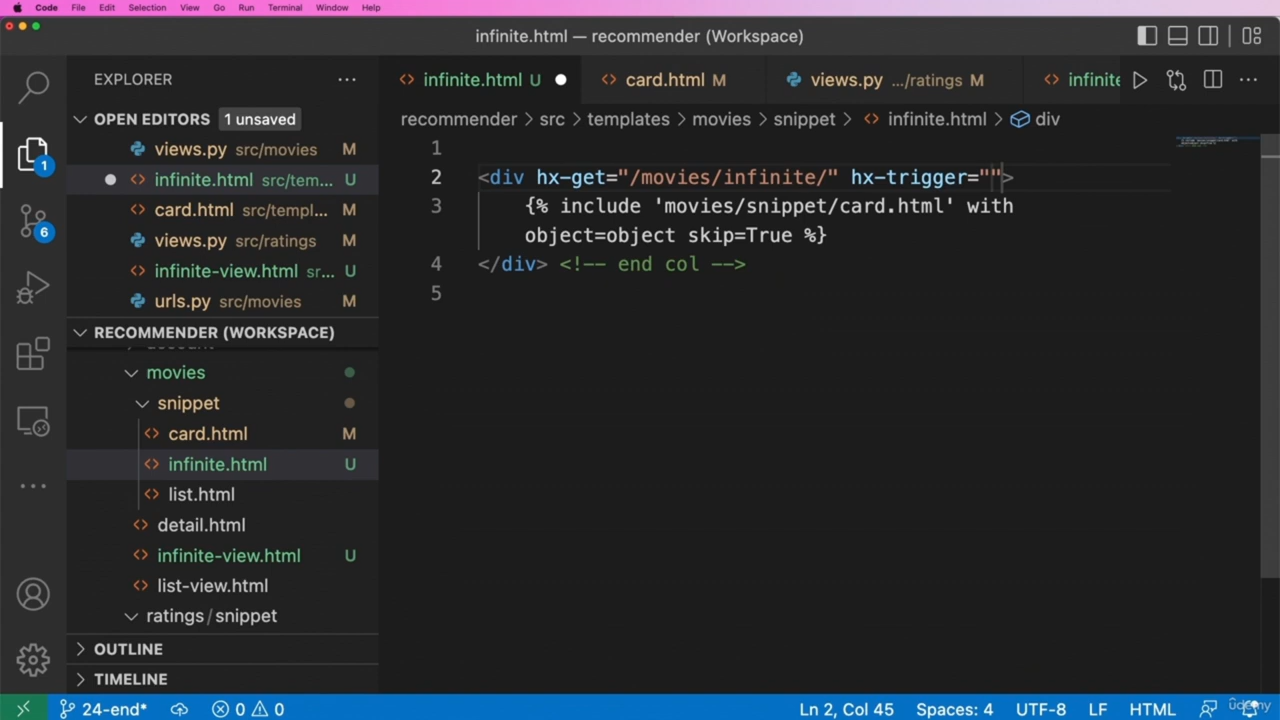 Code File Edit Selection View Go Run Terminal Window Help
infinite.html — recommender (Workspace)
EXPLORER ...
infinite.html U
card.html M
views.py .../ratings M
infinite
OPEN EDITORS 1 unsaved
recommender > src > templates > movies > snippet > infinite.html > div
views.py src/movies M
infinite.html src/tem... U
card.html src/templ... M
views.py src/ratings M
infinite-view.html sr... U
urls.py src/movies M
1
6
RECOMMENDER (WORKSPACE)
movies
snippet
card.html M
infinite.html U
list.html
detail.html
infinite-view.html U
list-view.html
ratings / snippet
OUTLINE
TIMELINE
1
2 <div hx-get="/movies/infinite/" hx-trigger="">
3 {% include 'movies/snippet/card.html' with
object=object skip=True %}
4 </div> <!-- end col -->
5
24-end* 0 0 Ln 2, Col 45 Spaces: 4 UTF-8 LF HTML
udemy